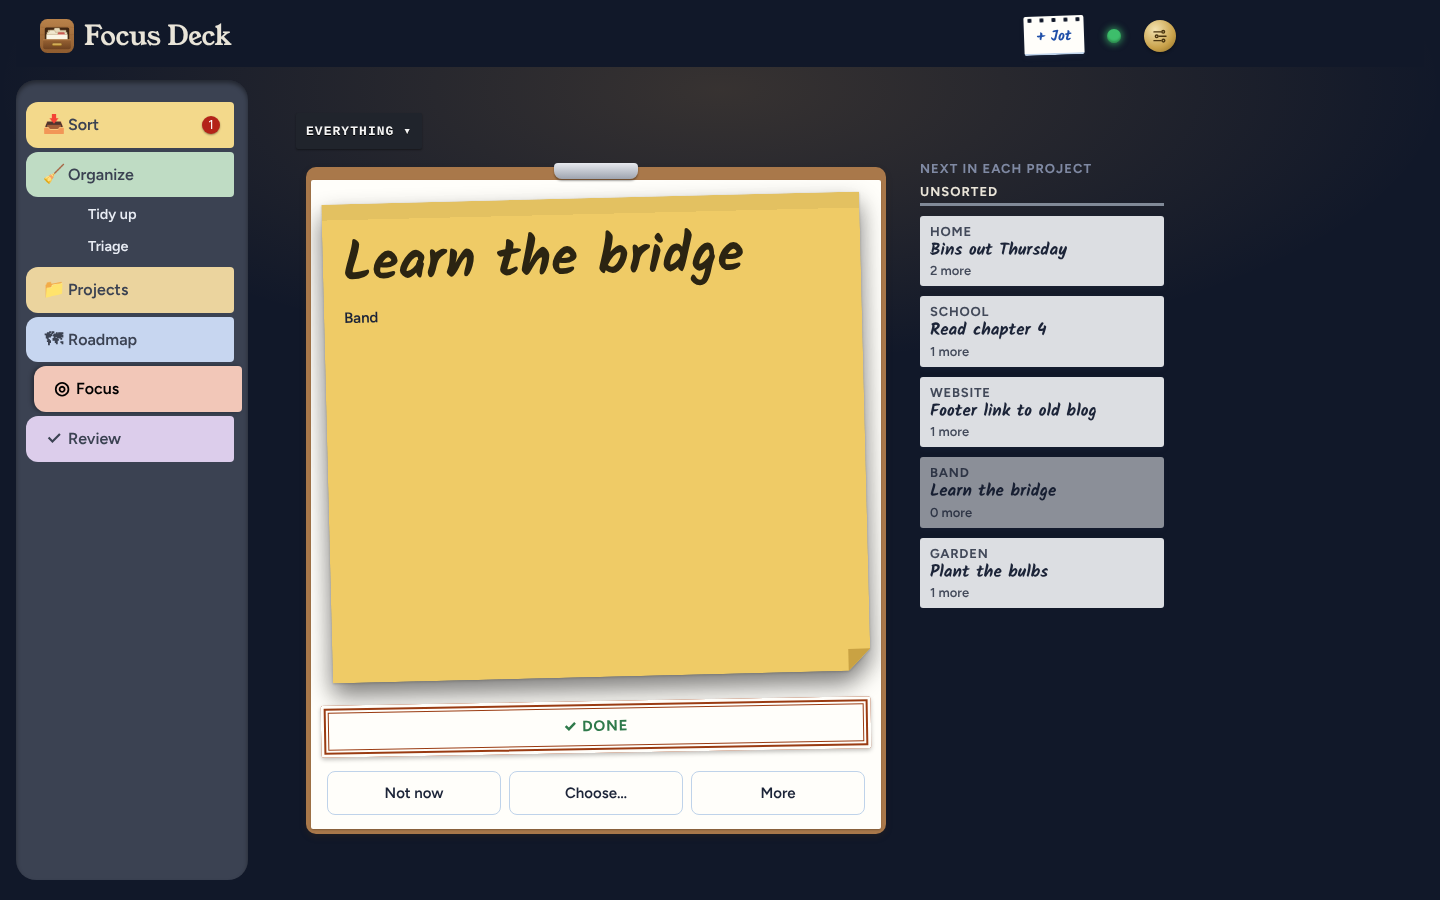 Focus Deck
+ Jot
Sort
1
Organize
Tidy up
Triage
Projects
Roadmap
Focus
Review
EVERYTHING ▾
Learn the bridge
Band
✓ DONE
Not now
Choose...
More
NEXT IN EACH PROJECT
UNSORTED
HOME
Bins out Thursday
2 more
SCHOOL
Read chapter 4
1 more
WEBSITE
Footer link to old blog
1 more
BAND
Learn the bridge
0 more
GARDEN
Plant the bulbs
1 more